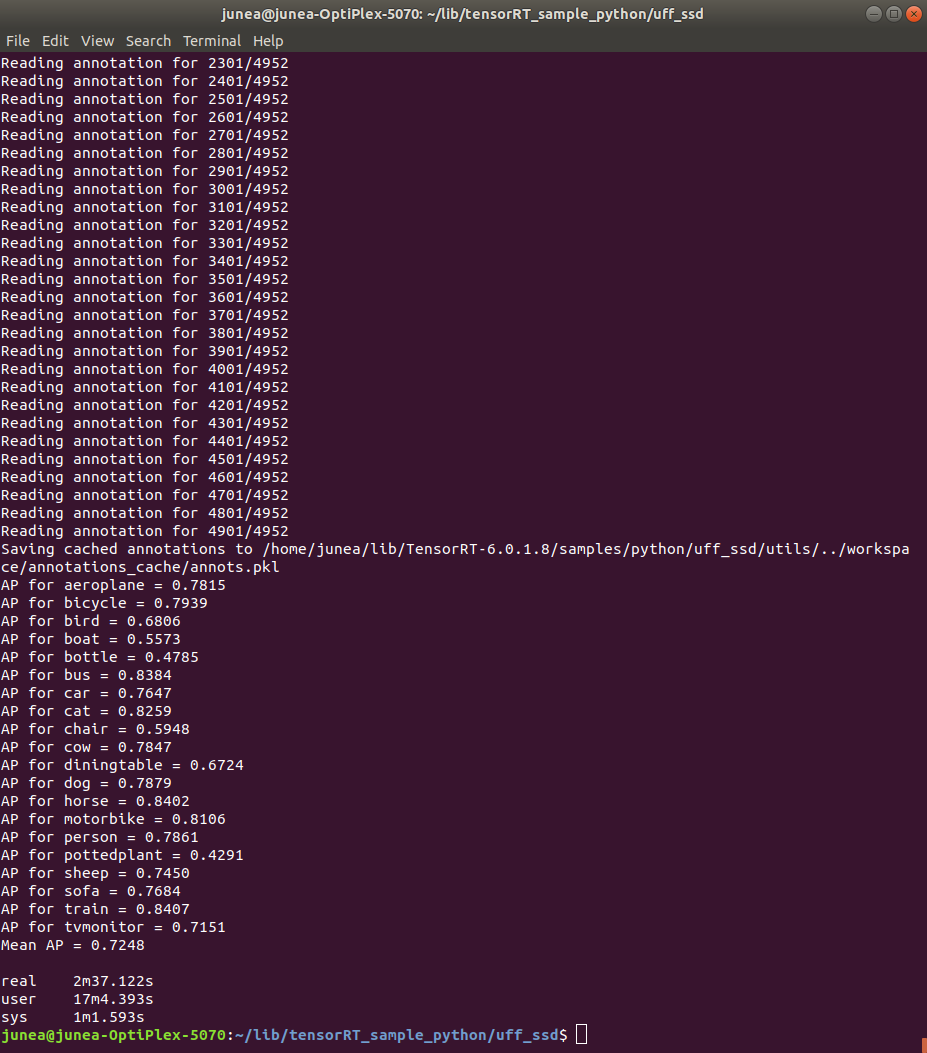 junea@junea-OptiPlex-5070: ~/lib/tensorRT_sample_python/uff_ssd
File Edit View Search Terminal Help
Reading annotation for 2301/4952
Reading annotation for 2401/4952
Reading annotation for 2501/4952
Reading annotation for 2601/4952
Reading annotation for 2701/4952
Reading annotation for 2801/4952
Reading annotation for 2901/4952
Reading annotation for 3001/4952
Reading annotation for 3101/4952
Reading annotation for 3201/4952
Reading annotation for 3301/4952
Reading annotation for 3401/4952
Reading annotation for 3501/4952
Reading annotation for 3601/4952
Reading annotation for 3701/4952
Reading annotation for 3801/4952
Reading annotation for 3901/4952
Reading annotation for 4001/4952
Reading annotation for 4101/4952
Reading annotation for 4201/4952
Reading annotation for 4301/4952
Reading annotation for 4401/4952
Reading annotation for 4501/4952
Reading annotation for 4601/4952
Reading annotation for 4701/4952
Reading annotation for 4801/4952
Reading annotation for 4901/4952
Saving cached annotations to /home/junea/lib/TensorRT-6.0.1.8/samples/python/uff_ssd/utils/../workspa
ce/annotations_cache/annots.pkl
AP for aeroplane = 0.7815
AP for bicycle = 0.7939
AP for bird = 0.6806
AP for boat = 0.5573
AP for bottle = 0.4785
AP for bus = 0.8384
AP for car = 0.7647
AP for cat = 0.8259
AP for chair = 0.5948
AP for cow = 0.7847
AP for diningtable = 0.6724
AP for dog = 0.7879
AP for horse = 0.8402
AP for motorbike = 0.8106
AP for person = 0.7861
AP for pottedplant = 0.4291
AP for sheep = 0.7450
AP for sofa = 0.7684
AP for train = 0.8407
AP for tvmonitor = 0.7151
Mean AP = 0.7248
real 2m37.122s
user 17m4.393s
sys 1m1.593s
junea@junea-OptiPlex-5070:~/lib/tensorRT_sample_python/uff_ssd$